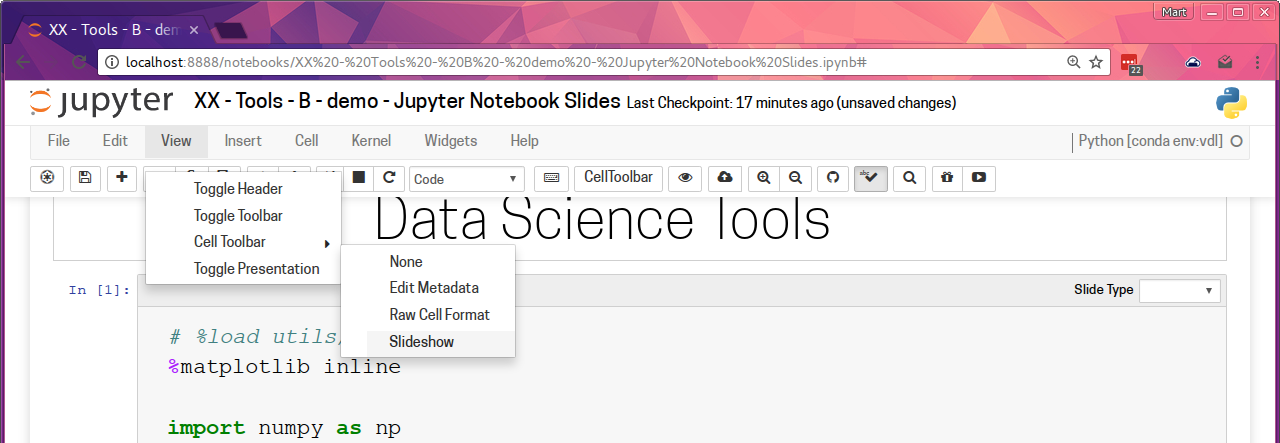 Mart
XX - Tools - B - dem
localhost:8888/notebooks/XX%20-%20Tools%20-%20B%20-%20demo%20-%20Jupyter%20Notebook%20Slides.ipynb#
22
jupyter XX - Tools - B - demo - Jupyter Notebook Slides Last Checkpoint: 17 minutes ago (unsaved changes)
File Edit View Insert Cell Kernel Widgets Help Python [conda env:vdl]
Code CellToolbar abc
Toggle Header
Toggle Toolbar
Cell Toolbar
Toggle Presentation
None
Edit Metadata
Raw Cell Format
Slideshow
Data Science Tools
In [1]: Slide Type
# %load utils/
%matplotlib inline
import numpy as np